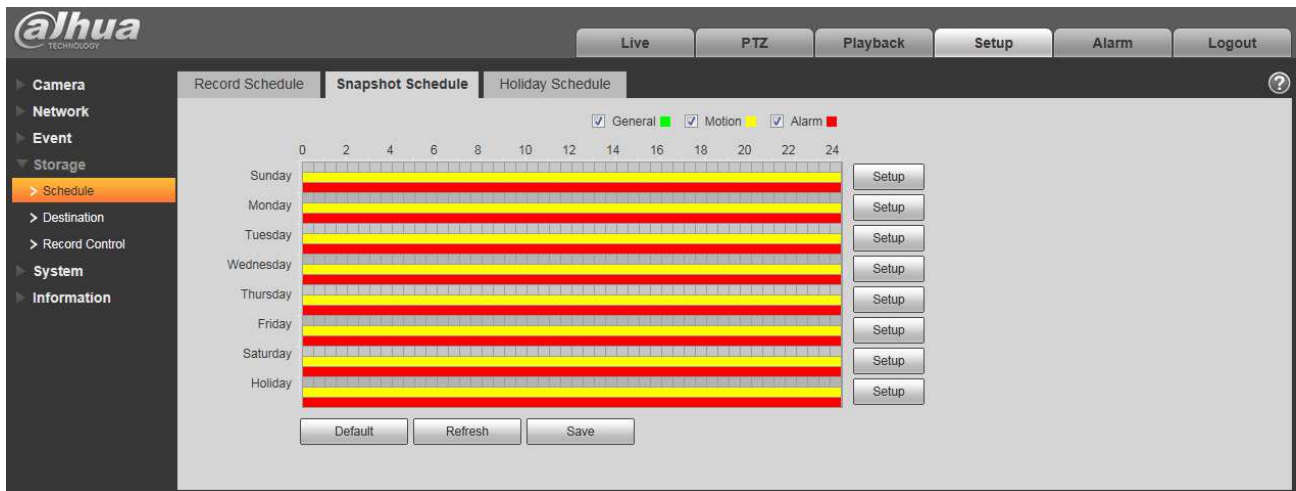 alhua
TECHNOLOGY
Live PTZ Playback Setup Alarm Logout
Camera
Network
Event
Storage
> Schedule
> Destination
> Record Control
System
Information
Record Schedule Snapshot Schedule Holiday Schedule ?
General Motion Alarm
0 2 4 6 8 10 12 14 16 18 20 22 24
Sunday Setup
Monday Setup
Tuesday Setup
Wednesday Setup
Thursday Setup
Friday Setup
Saturday Setup
Holiday Setup
Default Refresh Save